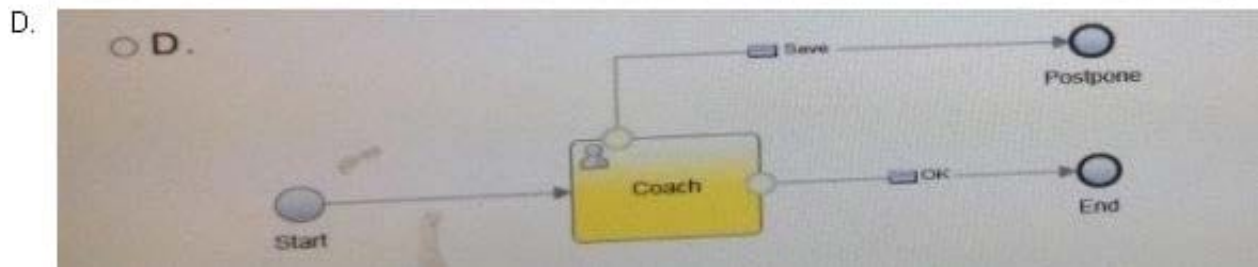 D.
D.
Save
Postpone
Coach
OK
End
Start